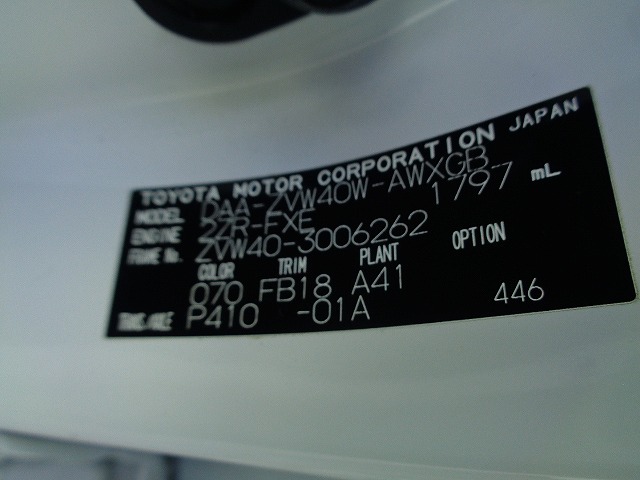 TOYOTA MOTOR CORPORATION JAPAN
MODEL DAA-ZVW40W-AWXGB
ENGINE 2ZR-FXE 1797 mL
FRAME No. ZVW40-3006262
COLOR TRIM PLANT OPTION
070 FB18 A41
TRANS./AXLE P410 -01A 446